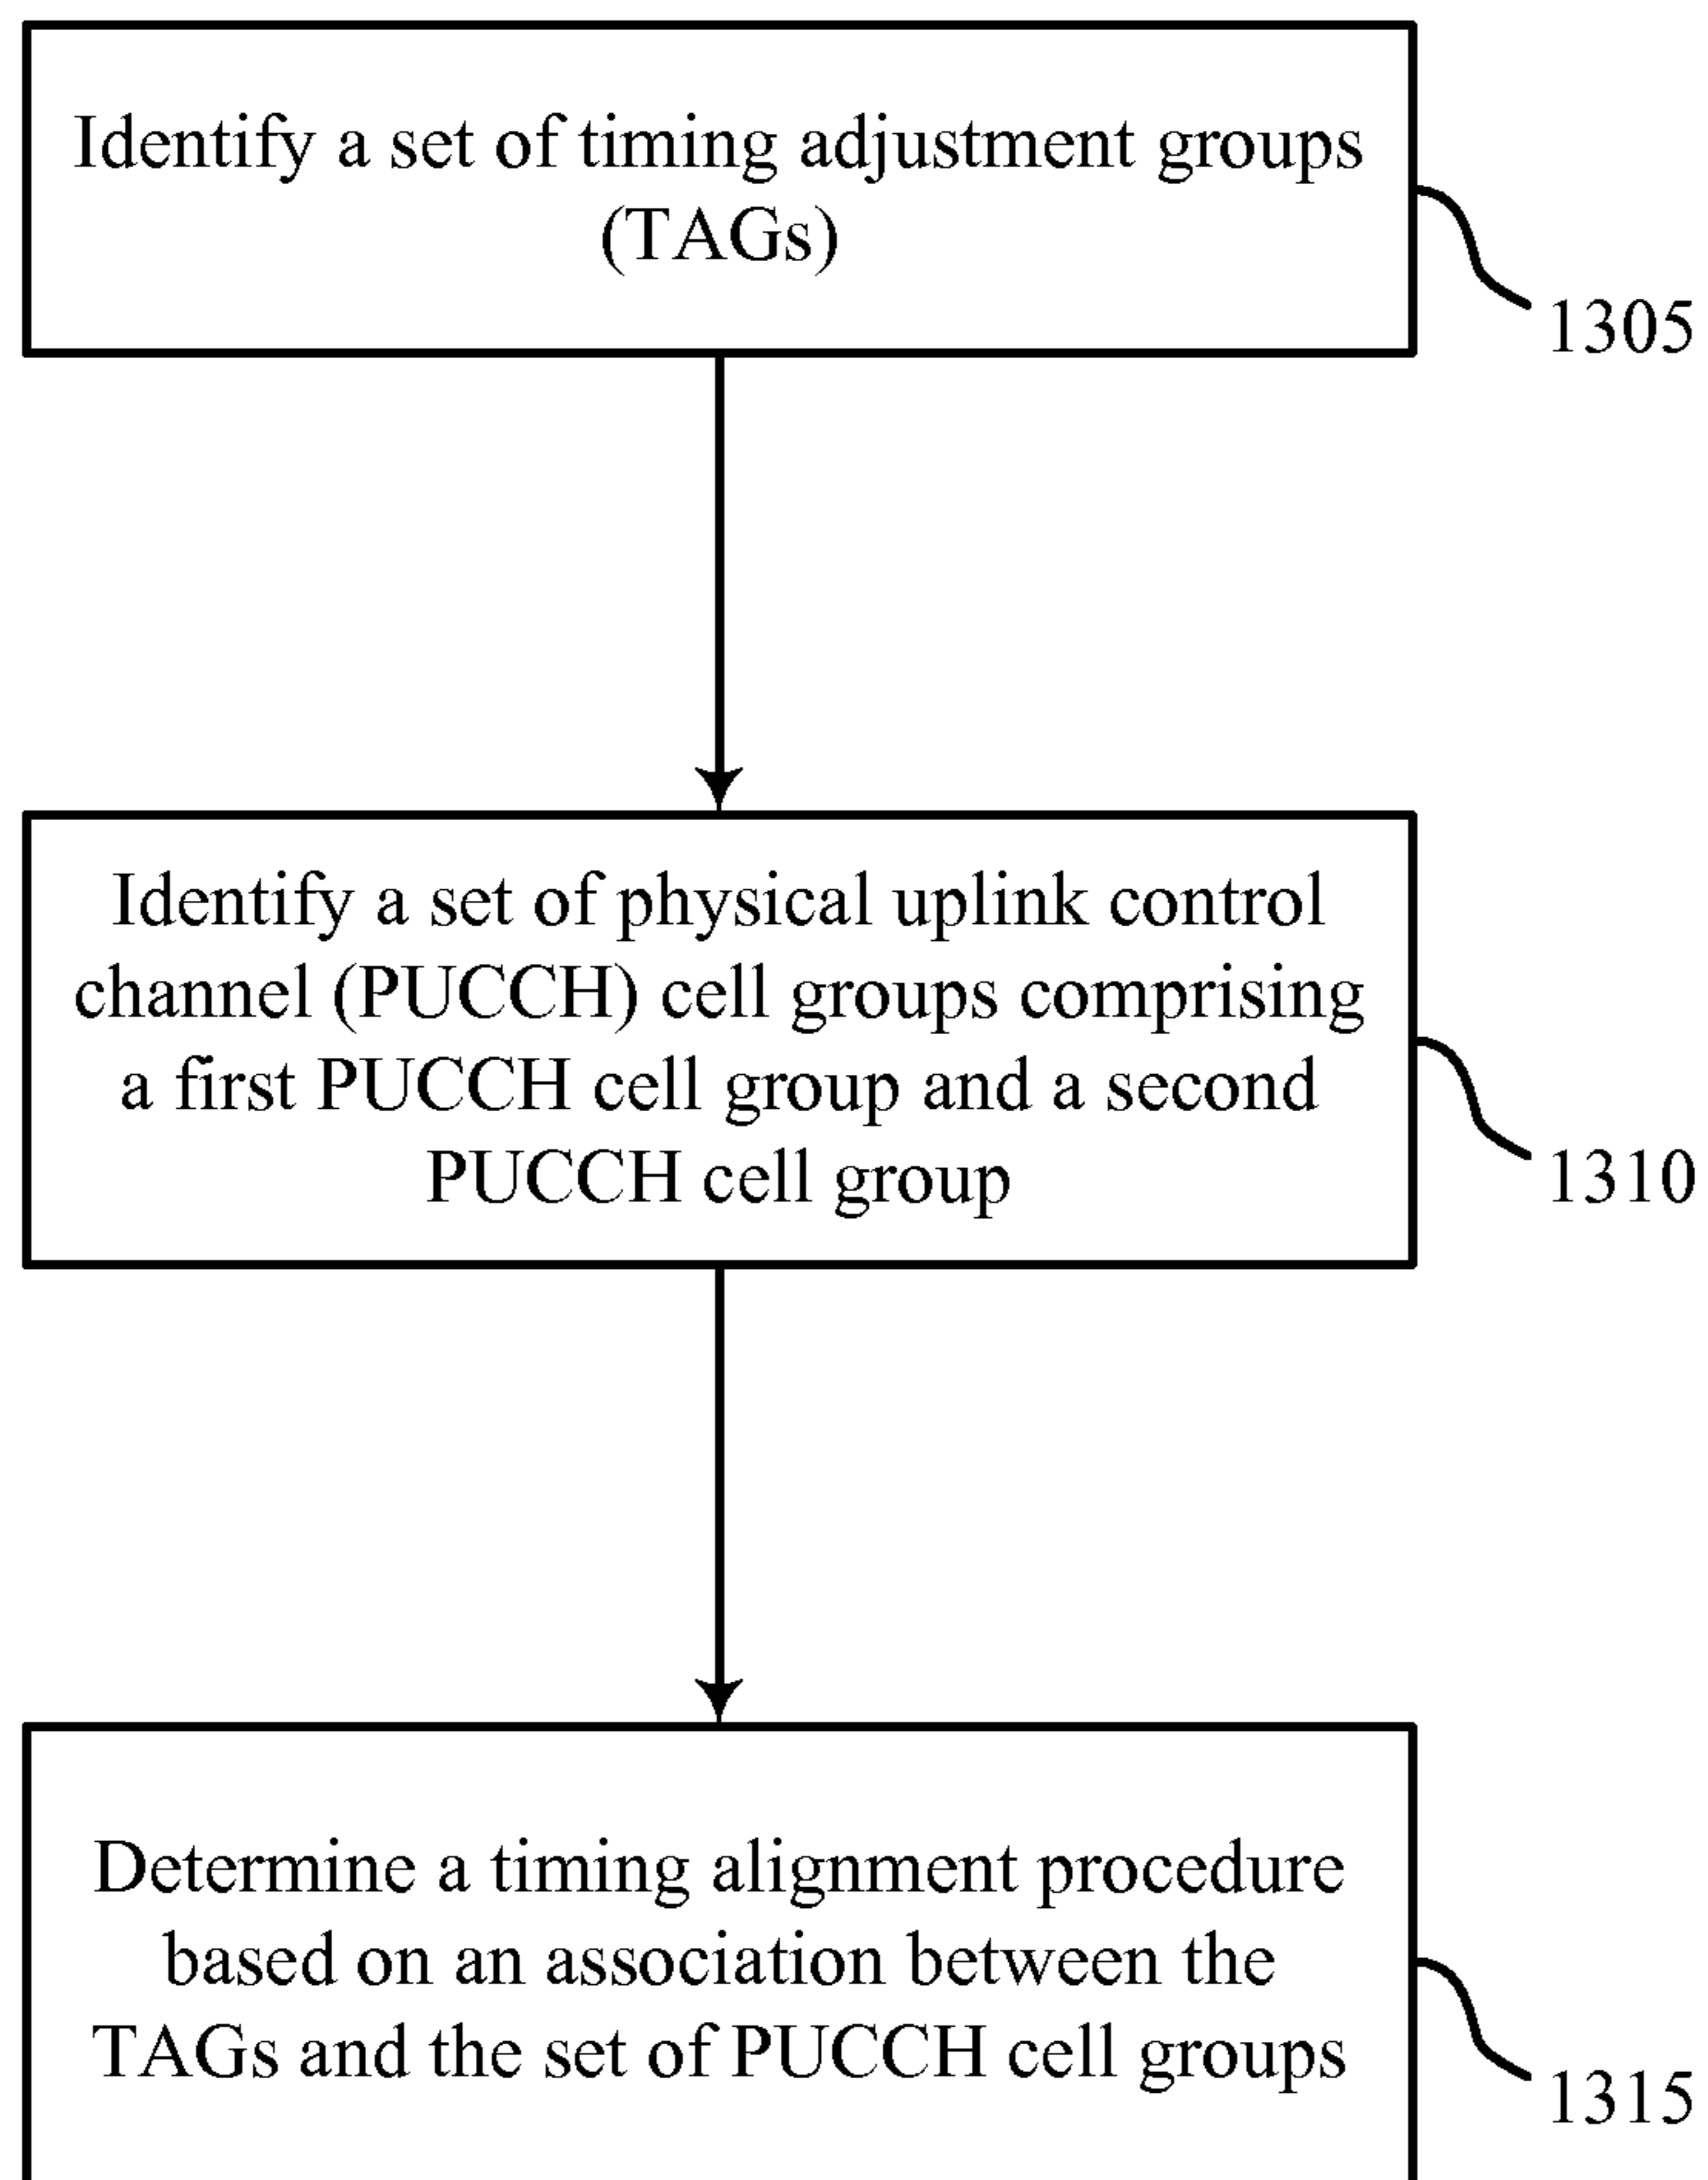 Identify a set of timing adjustment groups
(TAGs)
1305
Identify a set of physical uplink control
channel (PUCCH) cell groups comprising
a first PUCCH cell group and a second
PUCCH cell group
1310
Determine a timing alignment procedure
based on an association between the
TAGs and the set of PUCCH cell groups
1315